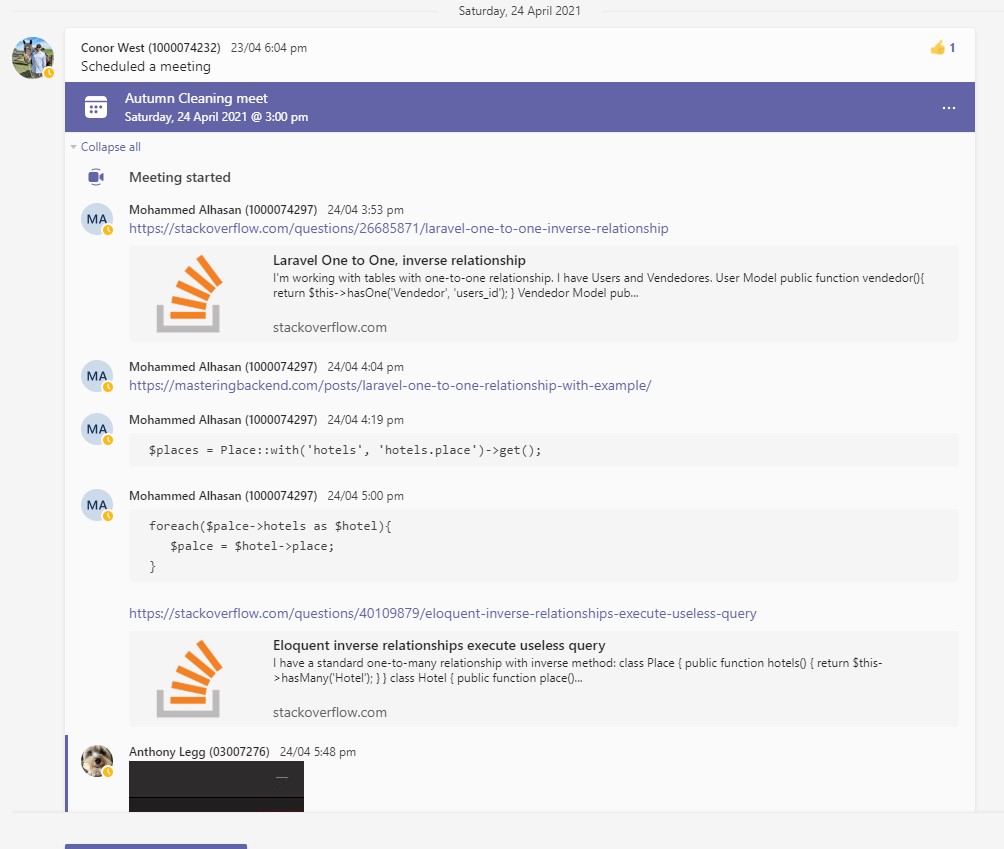 Saturday, 24 April 2021
Conor West (1000074232) 23/04 6:04 pm
1
Scheduled a meeting
Autumn Cleaning meet
Saturday, 24 April 2021 @ 3:00 pm
Collapse all
Meeting started
MA
Mohammed Alhasan (1000074297) 24/04 3:53 pm
https://stackoverflow.com/questions/26685871/laravel-one-to-one-inverse-relationship
Laravel One to One, inverse relationship
I'm working with tables with one-to-one relationship. I have Users and Vendedores. User Model public function vendedor(){
return $this->hasOne('Vendedor', 'users_id'); } Vendedor Model pub...
stackoverflow.com
MA
Mohammed Alhasan (1000074297) 24/04 4:04 pm
https://masteringbackend.com/posts/laravel-one-to-one-relationship-with-example/
MA
Mohammed Alhasan (1000074297) 24/04 4:19 pm
$places = Place::with('hotels', 'hotels.place')->get();
MA
Mohammed Alhasan (1000074297) 24/04 5:00 pm
foreach($palce->hotels as $hotel){
$palce = $hotel->place;
}
https://stackoverflow.com/questions/40109879/eloquent-inverse-relationships-execute-useless-query
Eloquent inverse relationships execute useless query
I have a standard one-to-many relationship with inverse method: class Place { public function hotels() { return $this-
>hasMany('Hotel'); } } class Hotel { public function place()...
stackoverflow.com
Anthony Legg (03007276) 24/04 5:48 pm